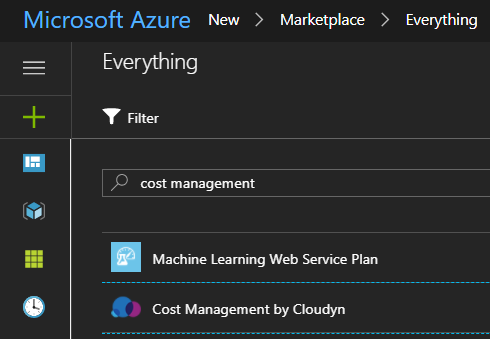 Microsoft Azure New > Marketplace > Everything
Everything
Filter
cost management
Machine Learning Web Service Plan
Cost Management by Cloudyn